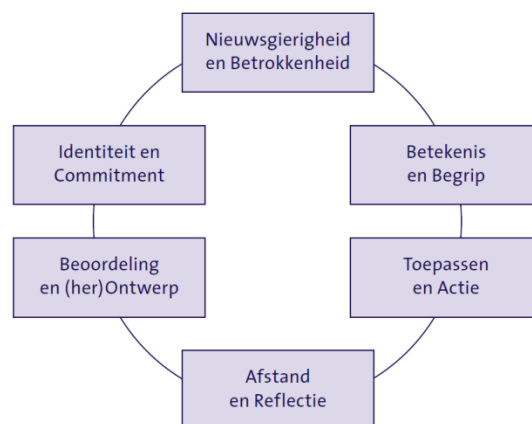 Nieuwsgierigheid
en Betrokkenheid
Identiteit en
Commitment
Betekenis
en Begrip
Beoordeling
en (her)Ontwerp
Toepassen
en Actie
Afstand
en Reflectie